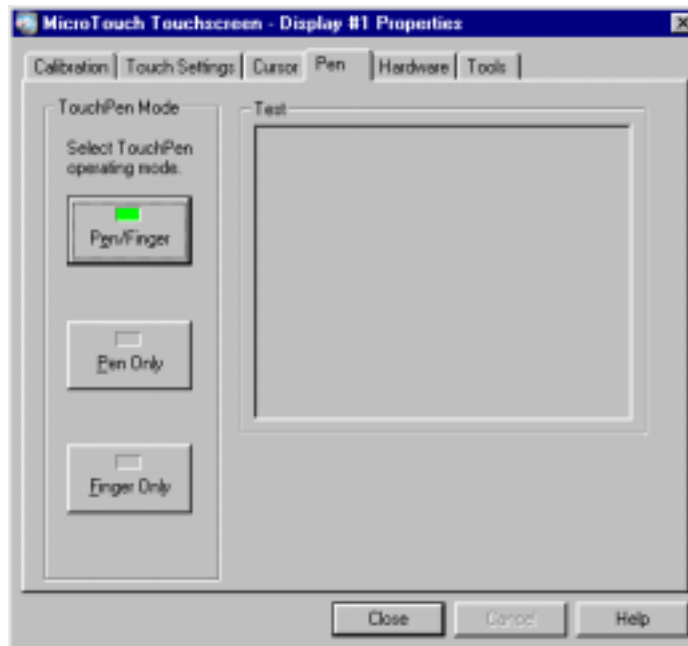 MicroTouch Touchscreen - Display #1 Properties
Calibration Touch Settings Cursor Pen Hardware Tools
TouchPen Mode
Select TouchPen
operating mode.
Pen/Finger
Pen Only
Finger Only
Test
Close Cancel Help